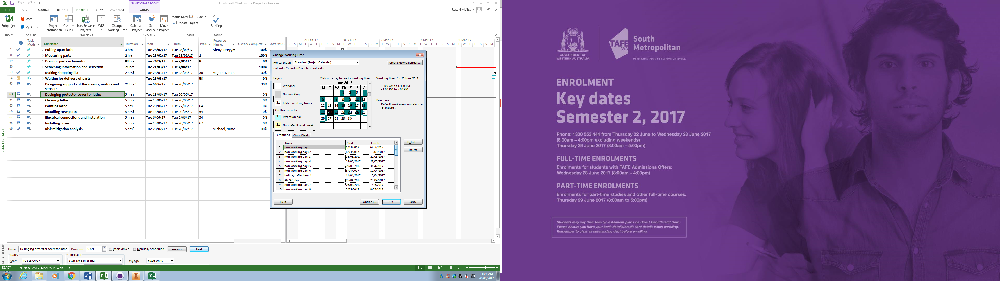 GANTT CHART TOOLS
Final Gantt Chart .mpp - Project Professional
FILE TASK RESOURCE REPORT PROJECT VIEW ACROBAT FORMAT
Rosani Mujica
Subproject
Store
My Apps
Project Information
Custom Fields
Links Between Projects
WBS
Change Working Time
Calculate Project
Set Baseline
Move Project
Status Date: 13/06/17
Update Project
ABC
Spelling
Insert Add-ins Properties Schedule Status Proofing
Task Mode Task Name Duration Start Finish Prede Resource Names % Work Complete Add New C
21 Feb '17 28 Feb '17 7 Mar '17 14 Mar '17 21 Mar '17
S S M T W T F S S M T W T F S S M T W T F S S M T W T F S S M T W T F S S M
1 Pulling apart lathe 3 hrs Tue 28/02/17 Tue 28/02/17 Alex,Corey,M 100%
8 Measuring parts 2 hrs Tue 28/02/17 Tue 28/02/17 1 100%
19 Drawing parts in Inventor 84 hrs Tue 7/03/17 Tue 9/05/17 8 0%
30 Searching information and selection 21 hrs Tue 21/03/17 Tue 4/04/17 100%
53 Making shopping list 2 hrs? Tue 28/03/17 Tue 28/03/17 30 Miguel,Nimes 100%
54 Waiting for delivery of parts Tue 28/03/17 53 0%
62 Desigining supports of the screws, motors and sensors 21 hrs? Tue 6/06/17 Tue 20/06/17 90%
63 Desinging protector cover for lathe 5 hrs? Tue 13/06/17 Tue 20/06/17 0%
64 Cleaning lathe 5 hrs? Tue 13/06/17 Tue 20/06/17 0%
65 Painting lathe 5 hrs? Tue 20/06/17 Tue 27/06/17 64 0%
66 Installing new parts 5 hrs? Tue 13/06/17 Tue 20/06/17 54 0%
67 Electrical connections and instalation 5 hrs? Tue 6/06/17 Tue 6/06/17 54 0%
68 Installing cover 5 hrs? Tue 13/06/17 Tue 20/06/17 67 0%
69 Risk mitigation analysis 5 hrs? Tue 28/02/17 Tue 28/02/17 Michael,Nime 100%
GANTT CHART
Change Working Time
For calendar: Standard (Project Calendar)
Create New Calendar ...
Calendar 'Standard' is a base calendar.
Legend:
Working
Nonworking
31 Edited working hours
On this calendar:
31 Exception day
31 Nondefault work week
Click on a day to see its working times:
June 2017
M T W Th F S S
1 2 3 4
5 6 7 8 9 10 11
12 13 14 15 16 17 18
19 20 21 22 23 24 25
26 27 28 29 30
Working times for 20 June 2017:
• 8:00 AM to 12:00 PM
• 1:00 PM to 5:00 PM
Based on:
Default work week on calendar 'Standard'.
Exceptions Work Weeks
Name Start Finish
1 non working days 1/03/2017 6/03/2017
2 non working days 2 8/03/2017 13/03/2017
3 non working days 3 15/03/2017 20/03/2017
4 non working days 4 22/03/2017 27/03/2017
5 non working days 5 29/03/2017 3/04/2017
6 non working days 6 5/04/2017 10/04/2017
7 holidays after term 1 11/04/2017 18/04/2017
8 ANZAC day 25/04/2017 25/04/2017
9 non working days 7 26/04/2017 1/05/2017
10 non working days 8 3/05/2017 8/05/2017
Details...
Delete
Help Options... OK Cancel
TASK DETAIL
Name: Desinging protector cover for lathe Duration: 5 hrs? Effort driven Manually Scheduled Previous Next
Dates Constraint
Start: Tue 13/06/17 Start No Earlier Than Task type: Fixed Units
READY NEW TASKS : MANUALLY SCHEDULED
11:03 AM
20/06/2017
GOVERNMENT OF
WESTERN AUSTRALIA
TAFE
WA
South
Metropolitan
More courses. Part-time. Full-time. On campus.
ENROLMENT
Key dates
Semester 2, 2017
Phone: 1300 553 444 from Thursday 22 June to Wednesday 28 June 2017
(8:00am – 4:00pm excluding weekends)
Thursday 29 June 2017 (8:00am – 5:00pm)
FULL-TIME ENROLMENTS
Enrolments for students with TAFE Admissions Offers:
Wednesday 28 June 2017 (8:00am – 4:00pm)
PART-TIME ENROLMENTS
Enrolments for part-time studies and other full-time courses:
Thursday 29 June 2017 (8:00am to 5:00pm)
Students may pay their fees by instalment plans via Direct Debit/Credit Card.
Please ensure you have your bank details/credit card details when enrolling.
Remember to clear all outstanding debt before enrolling.